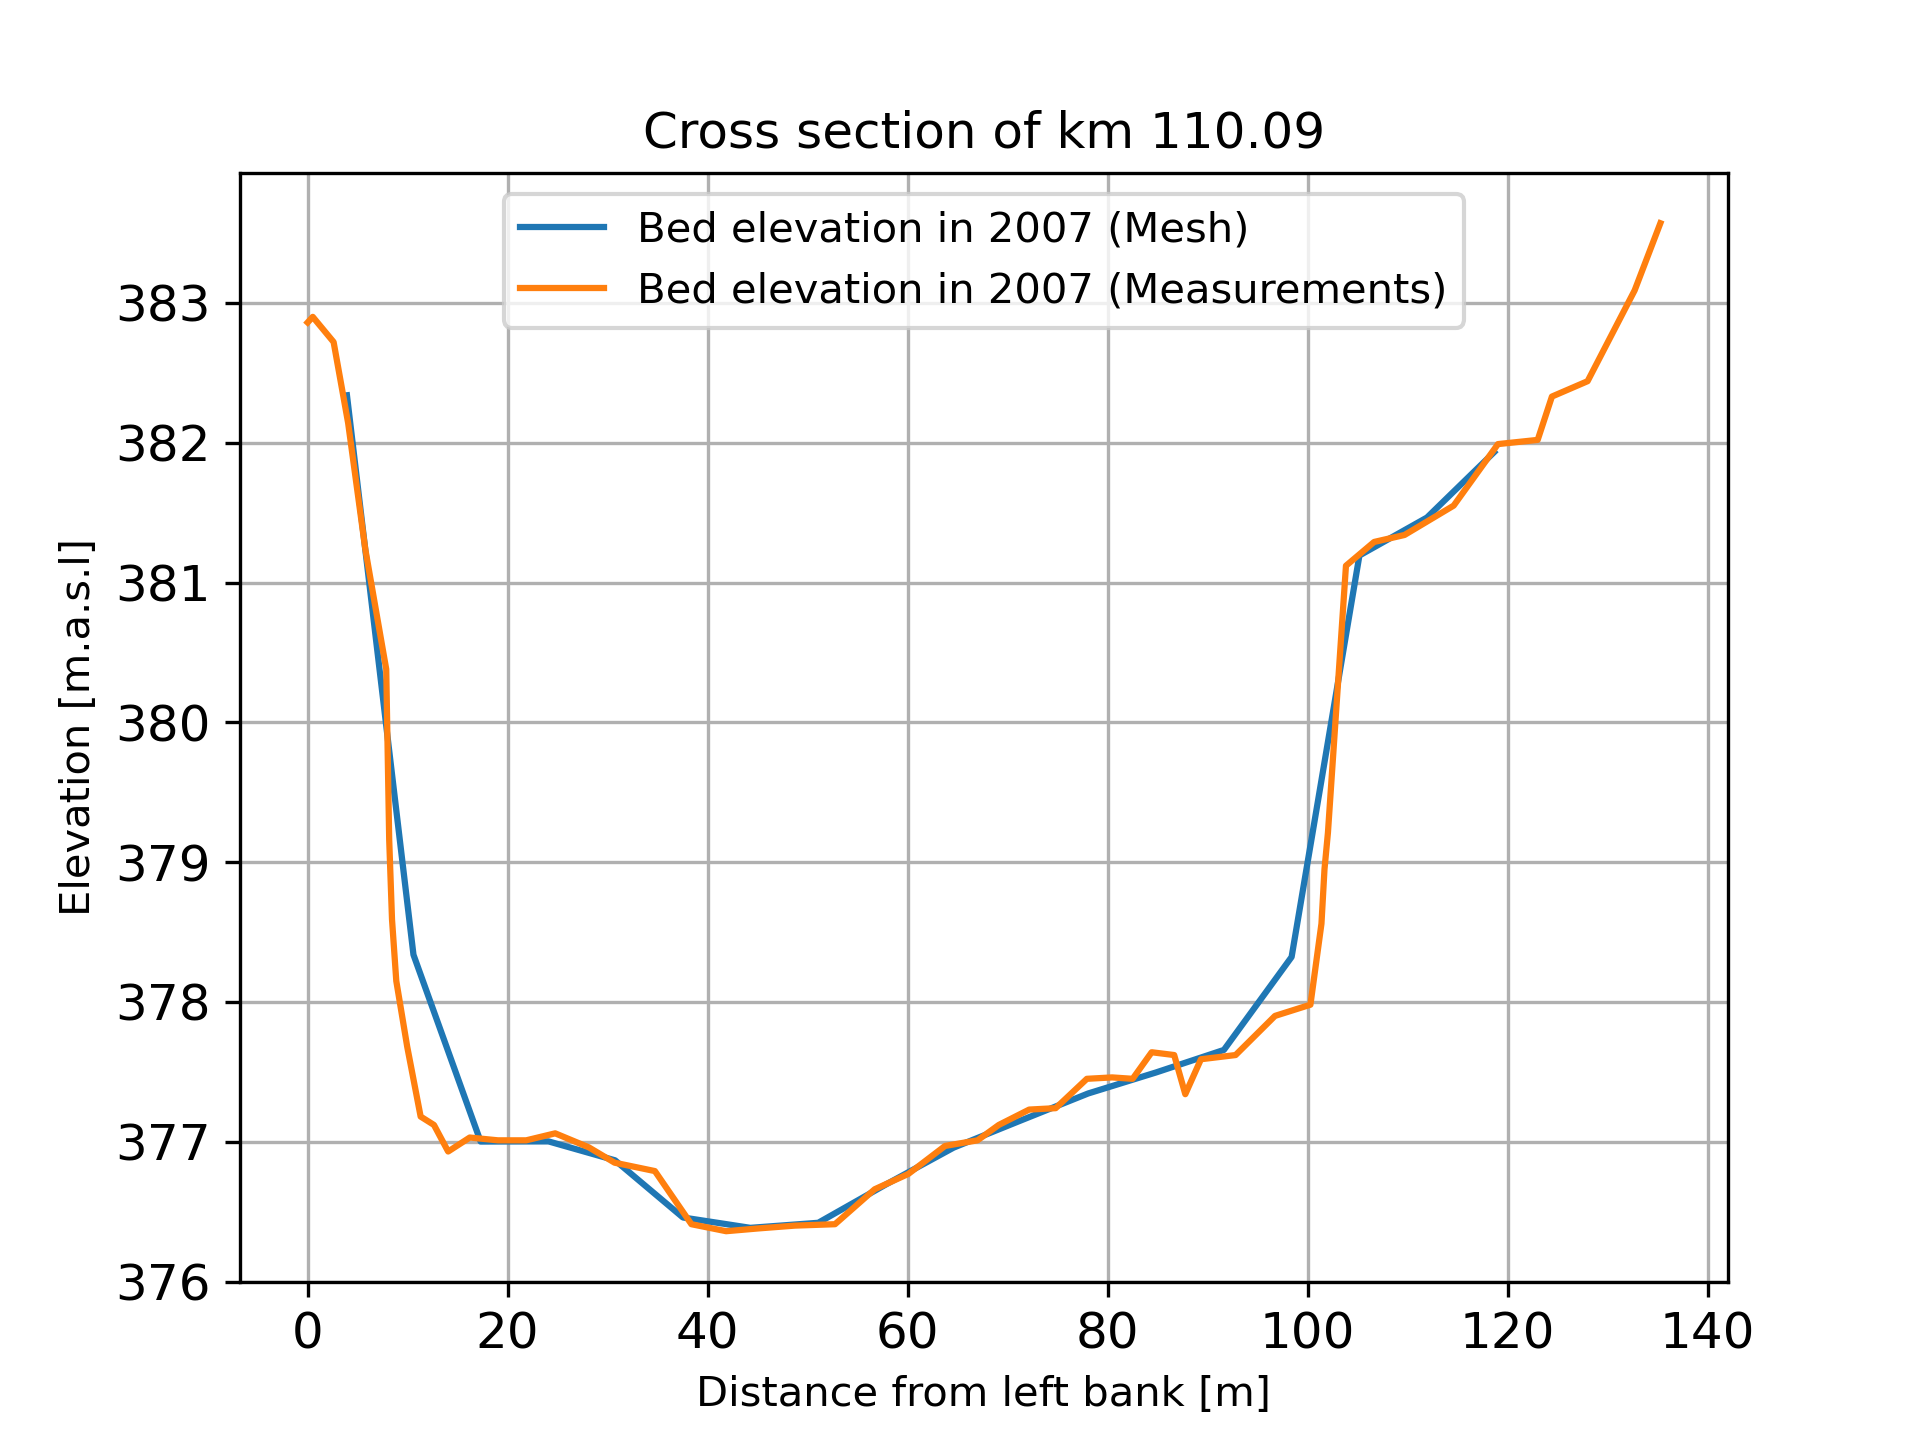 Cross section of km 110.09
Bed elevation in 2007 (Mesh)
Bed elevation in 2007 (Measurements)
Elevation [m.a.s.l]
383
382
381
380
379
378
377
376
0 20 40 60 80 100 120 140
Distance from left bank [m]